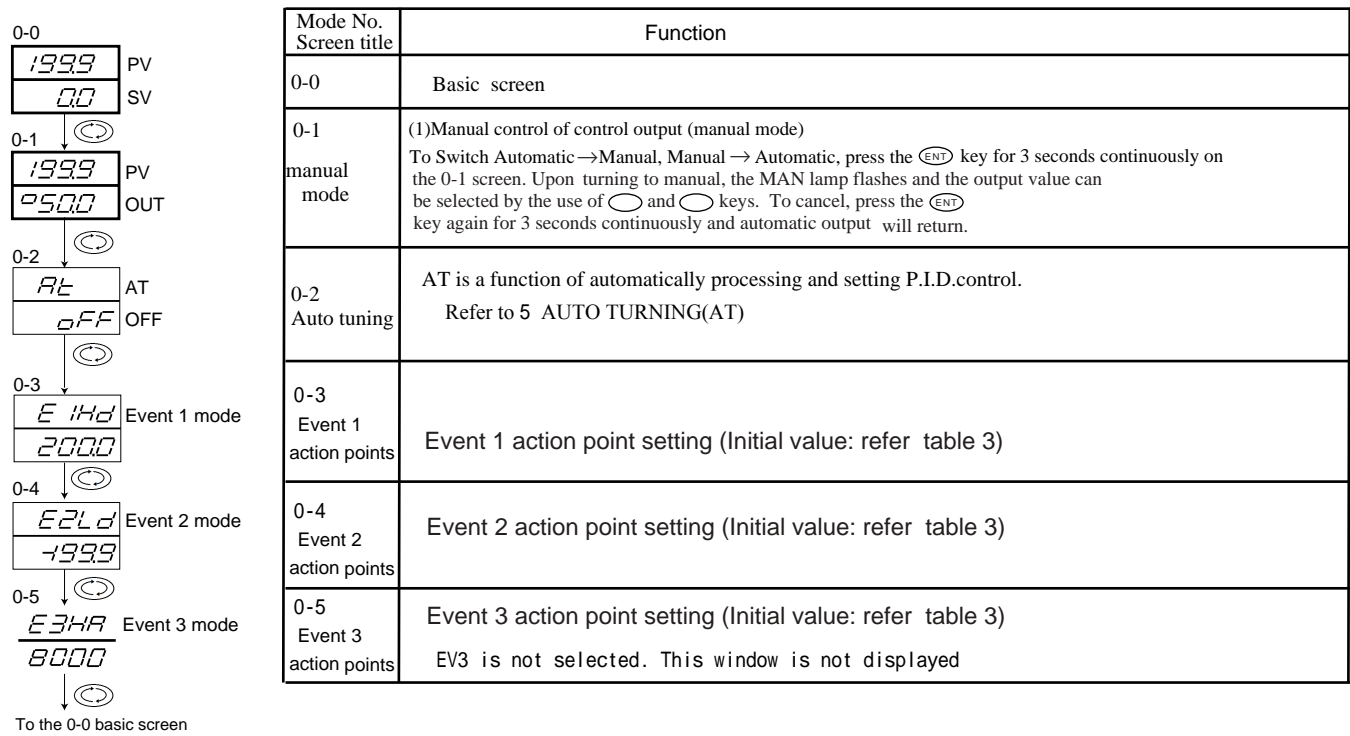 0-0
199.9 PV
0.0 SV
0-1
199.9 PV
o50.0 OUT
0-2
At AT
oFF OFF
0-3
E1Hd Event 1 mode
200.0
0-4
E2Ld Event 2 mode
-199.9
0-5
E3HA Event 3 mode
8000
To the 0-0 basic screen
Mode No.
Screen title
Function
0-0
Basic screen
0-1
manual
mode
(1)Manual control of control output (manual mode)
To Switch Automatic→Manual, Manual → Automatic, press the ENT key for 3 seconds continuously on
the 0-1 screen. Upon turning to manual, the MAN lamp flashes and the output value can
be selected by the use of and keys. To cancel, press the ENT
key again for 3 seconds continuously and automatic output will return.
0-2
Auto tuning
AT is a function of automatically processing and setting P.I.D.control.
Refer to 5 AUTO TURNING(AT)
0-3
Event 1
action points
Event 1 action point setting (Initial value: refer table 3)
0-4
Event 2
action points
Event 2 action point setting (Initial value: refer table 3)
0-5
Event 3
action points
Event 3 action point setting (Initial value: refer table 3)
EV3 is not selected. This window is not displayed